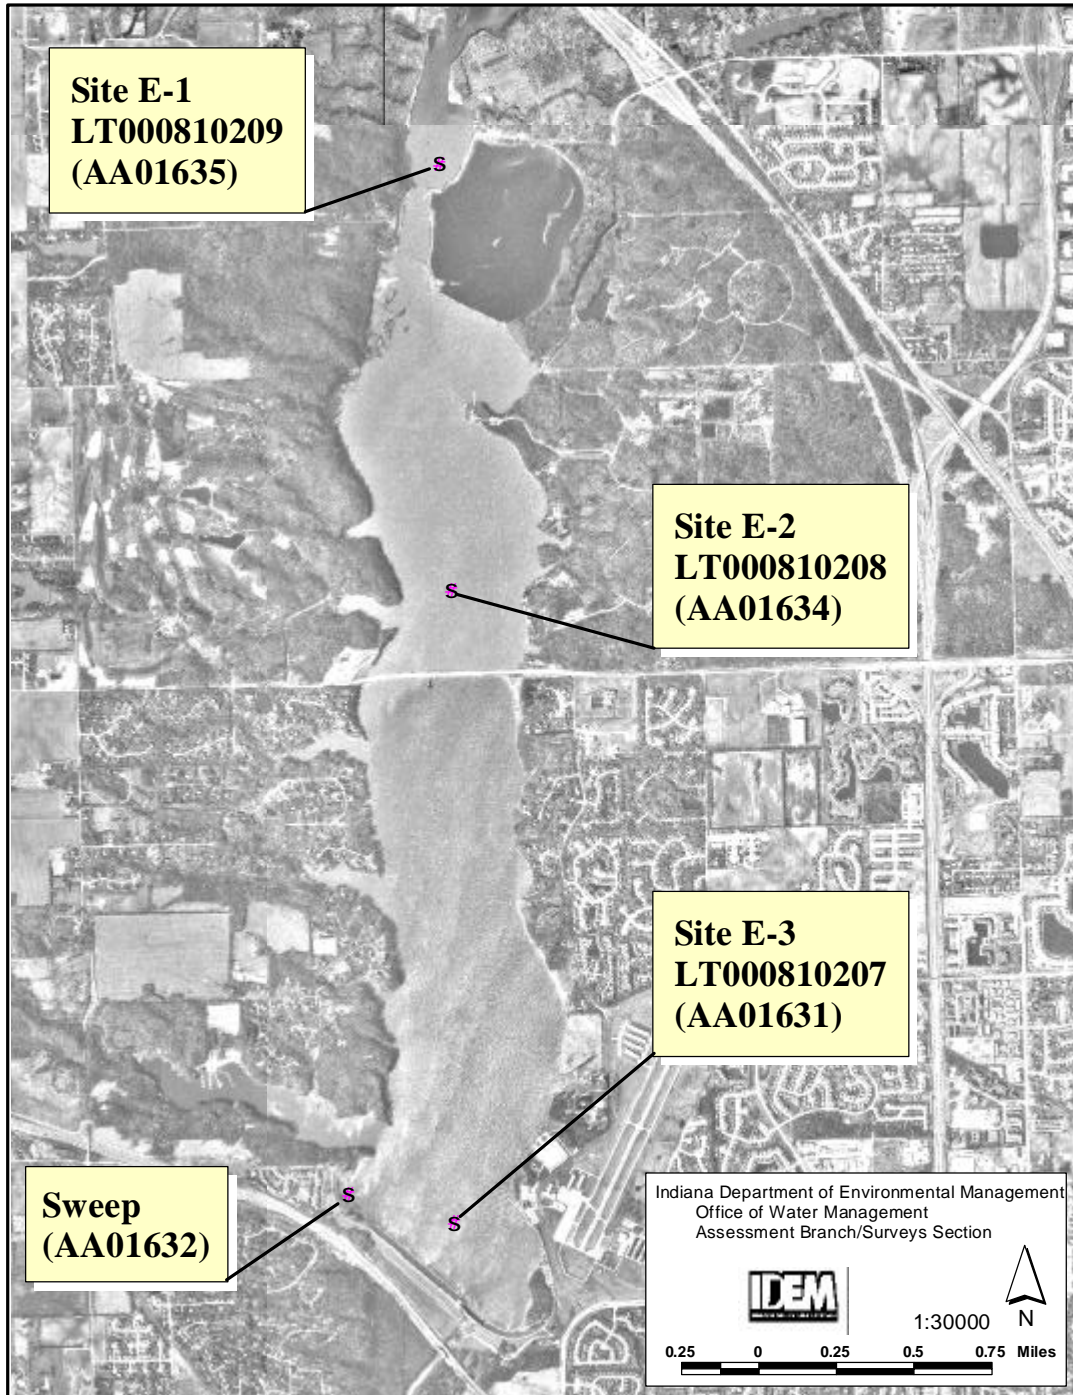 Site E-1
LT000810209
(AA01635)
S
Site E-2
LT000810208
(AA01634)
S
Site E-3
LT000810207
(AA01631)
S
Sweep
(AA01632)
S
Indiana Department of Environmental Management
Office of Water Management
Assessment Branch/Surveys Section
IDEM
1:30000
N
0.25 0 0.25 0.5 0.75 Miles